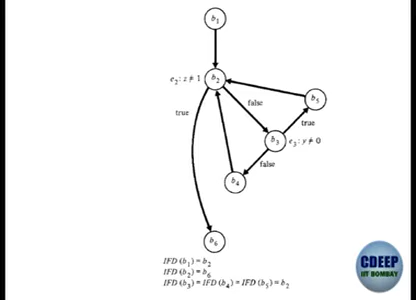 b1
e2: z ≠ 1
b2
false
b5
true
true
b3
e3: y ≠ 0
false
b4
b6
IFD (b1) = b2
IFD (b2) = b6
IFD (b3) = IFD (b4) = IFD (b5) = b2
CDEEP
IIT BOMBAY